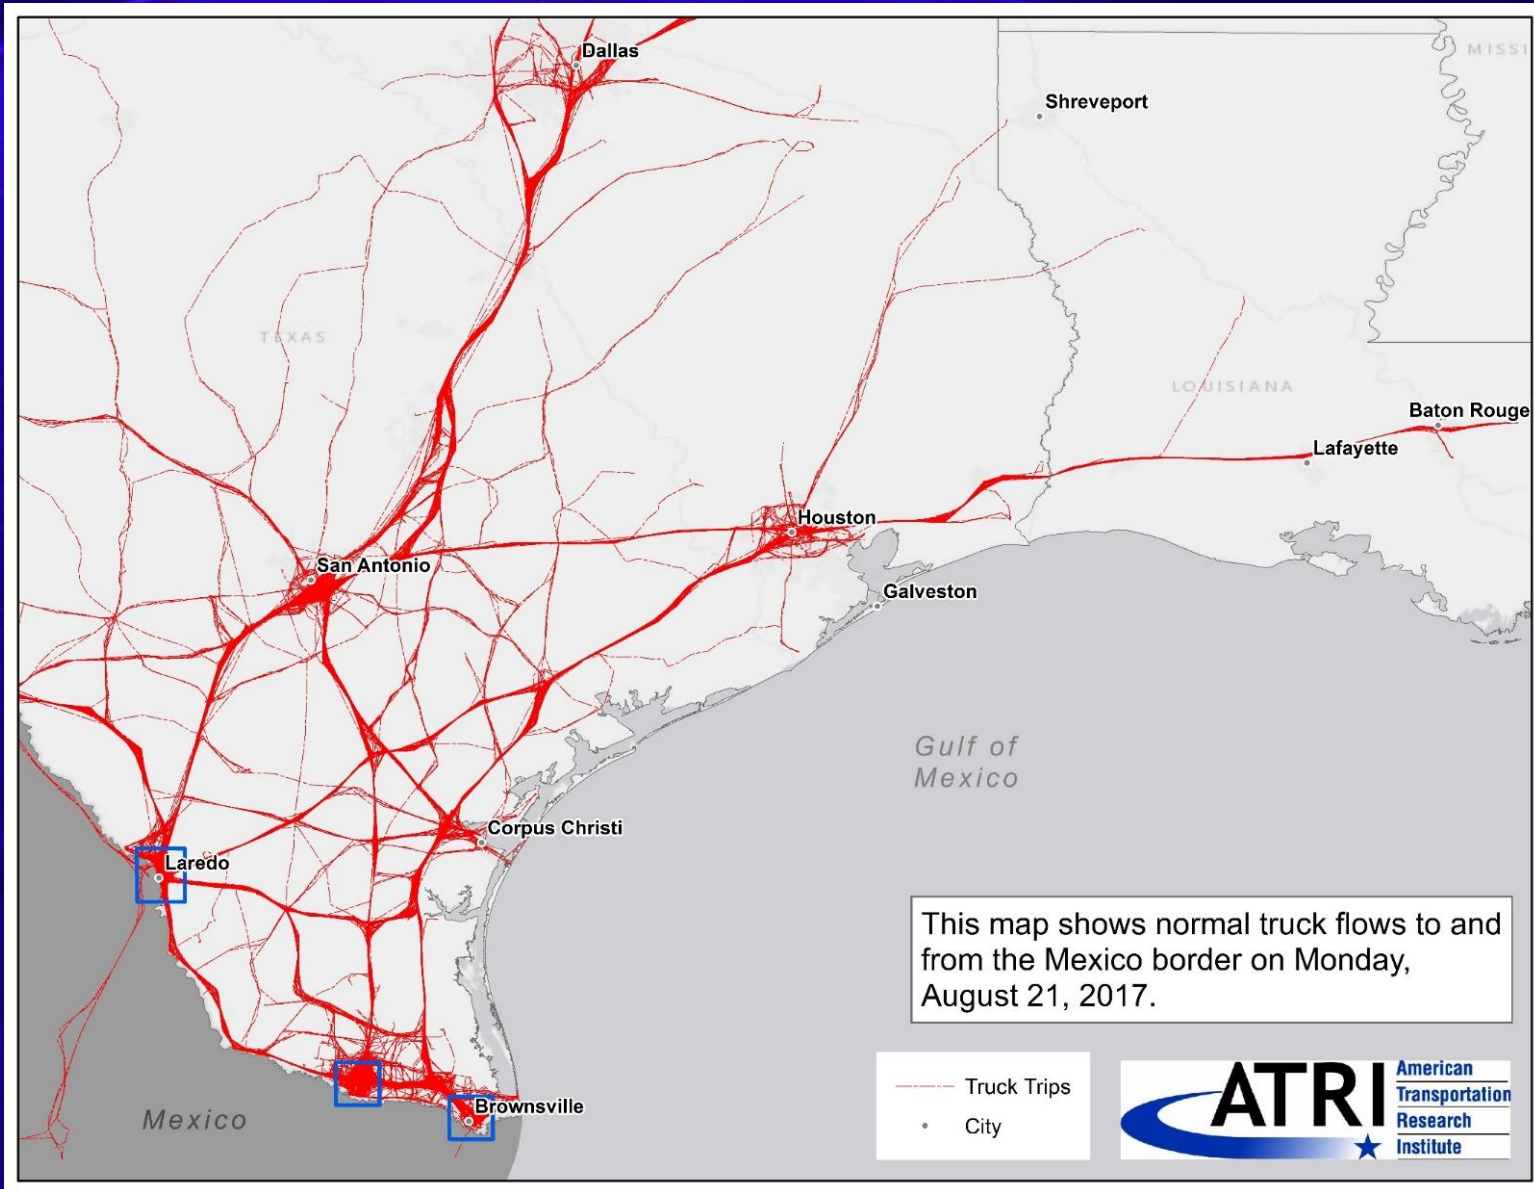 Dallas
MISSI
Shreveport
TEXAS
LOUISIANA
Baton Rouge
Lafayette
Houston
San Antonio
Galveston
Gulf of
Mexico
Corpus Christi
Laredo
This map shows normal truck flows to and
from the Mexico border on Monday,
August 21, 2017.
Mexico
Brownsville
Truck Trips
City
ATRI
American
Transportation
Research
Institute